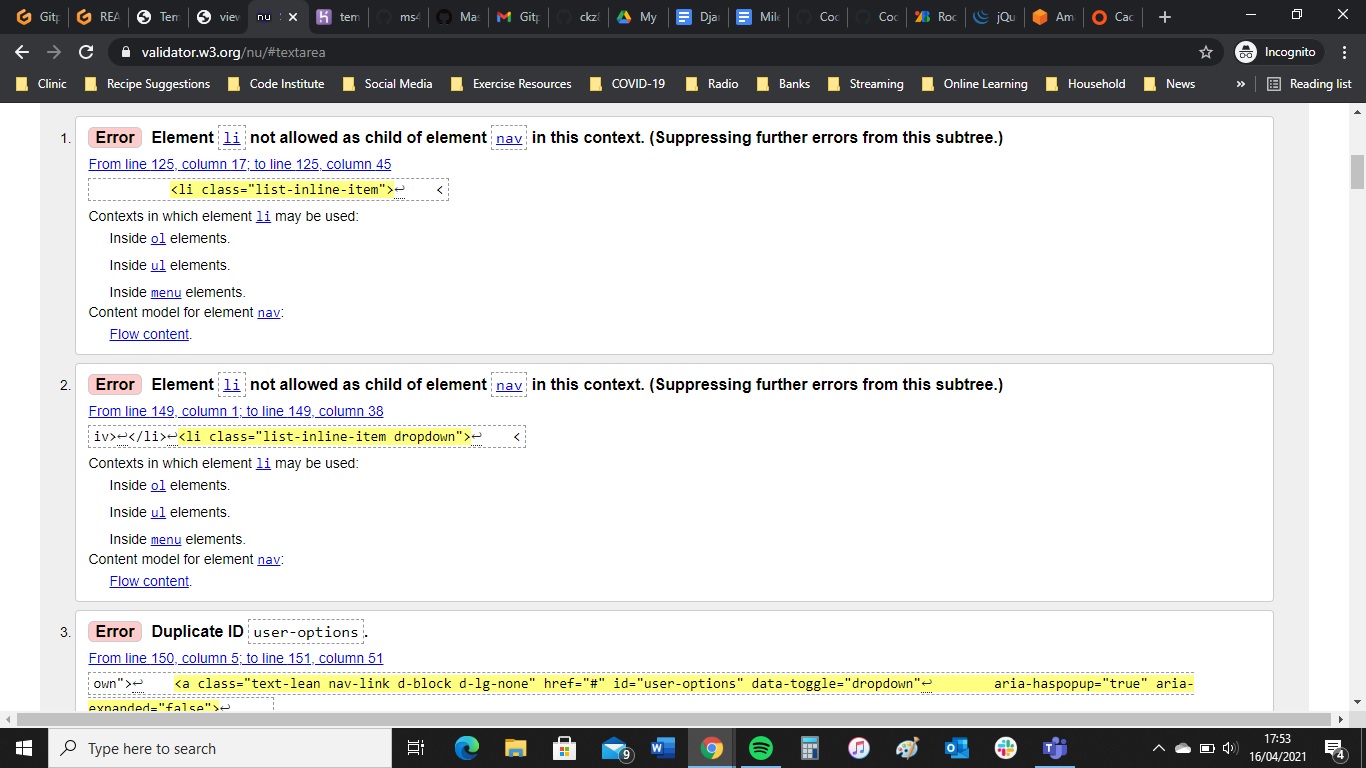 Gitp REA Tem view nu tem ms4 Mas Gitp ckz My Dja Mile Coc Coc Roc jQu Am Cac
validator.w3.org/nu/#textarea Incognito
Clinic Recipe Suggestions Code Institute Social Media Exercise Resources COVID-19 Radio Banks Streaming Online Learning Household News » Reading list
1. Error Element li not allowed as child of element nav in this context. (Suppressing further errors from this subtree.)
From line 125, column 17; to line 125, column 45
<li class="list-inline-item">↩ <
Contexts in which element li may be used:
Inside ol elements.
Inside ul elements.
Inside menu elements.
Content model for element nav:
Flow content.
2. Error Element li not allowed as child of element nav in this context. (Suppressing further errors from this subtree.)
From line 149, column 1; to line 149, column 38
iv>↩</li>↩<li class="list-inline-item dropdown">↩ <
Contexts in which element li may be used:
Inside ol elements.
Inside ul elements.
Inside menu elements.
Content model for element nav:
Flow content.
3. Error Duplicate ID user-options.
From line 150, column 5; to line 151, column 51
own">↩ <a class="text-lean nav-link d-block d-lg-none" href="#" id="user-options" data-toggle="dropdown"↩ aria-haspopup="true" aria-
expanded="false">↩
Type here to search 9 17:53
16/04/2021 4